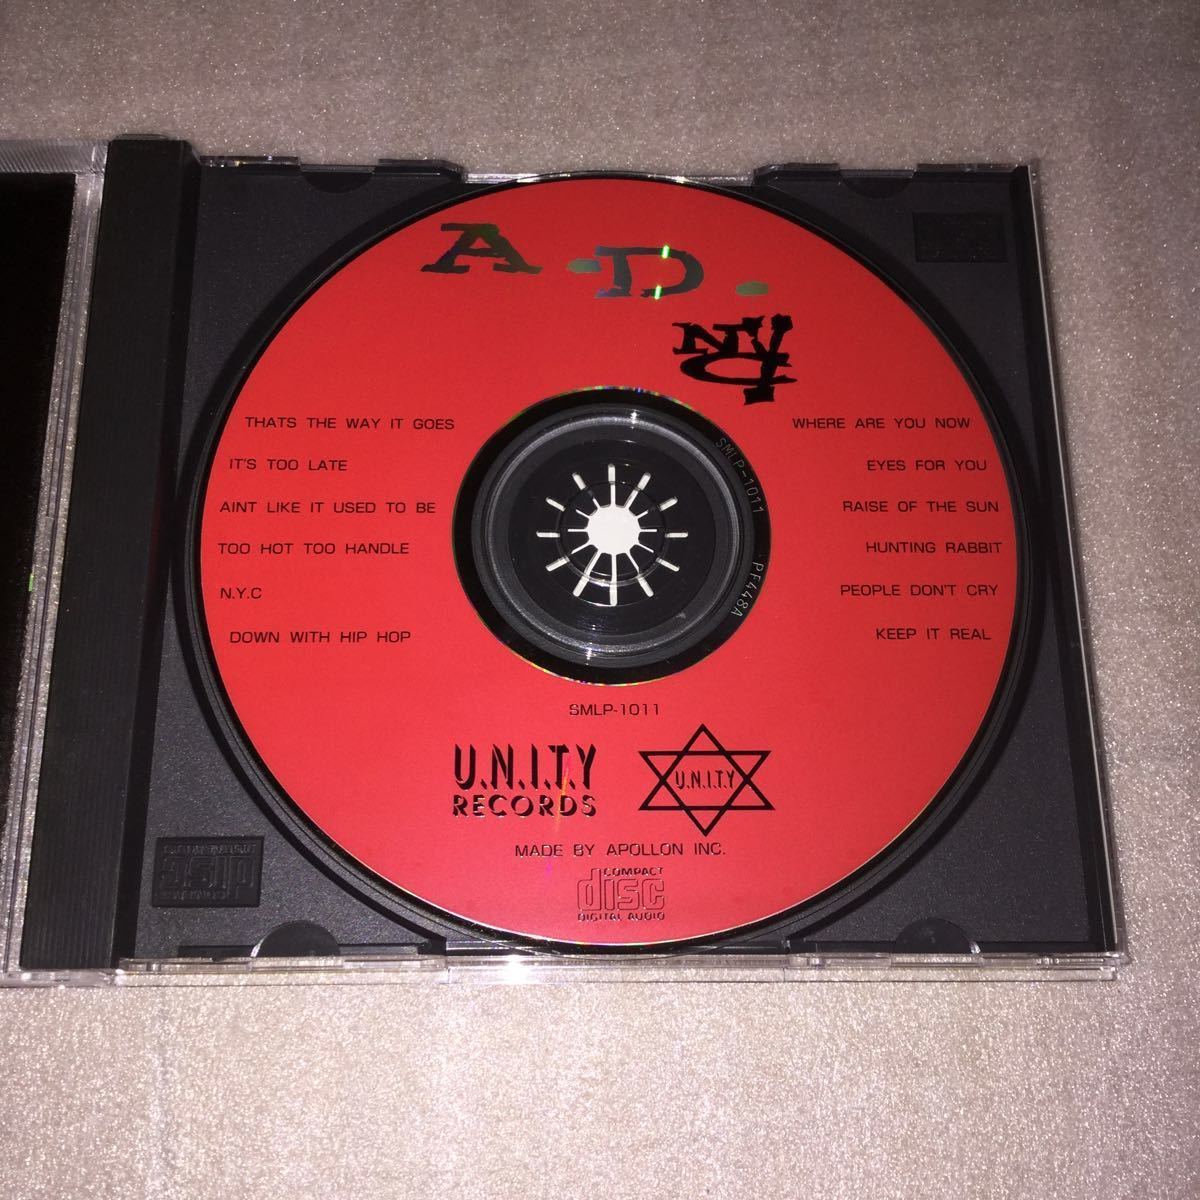 A.D.
THATS THE WAY IT GOES
IT'S TOO LATE
AINT LIKE IT USED TO BE
TOO HOT TOO HANDLE
N.Y.C
DOWN WITH HIP HOP
WHERE ARE YOU NOW
EYES FOR YOU
RAISE OF THE SUN
HUNTING RABBIT
PEOPLE DON'T CRY
KEEP IT REAL
SMLP-1011 PF448A
SMLP-1011
U.N.I.T.Y
RECORDS
U.N.I.T.Y
MADE BY APOLLON INC.
COMPACT
disc
DIGITAL AUDIO